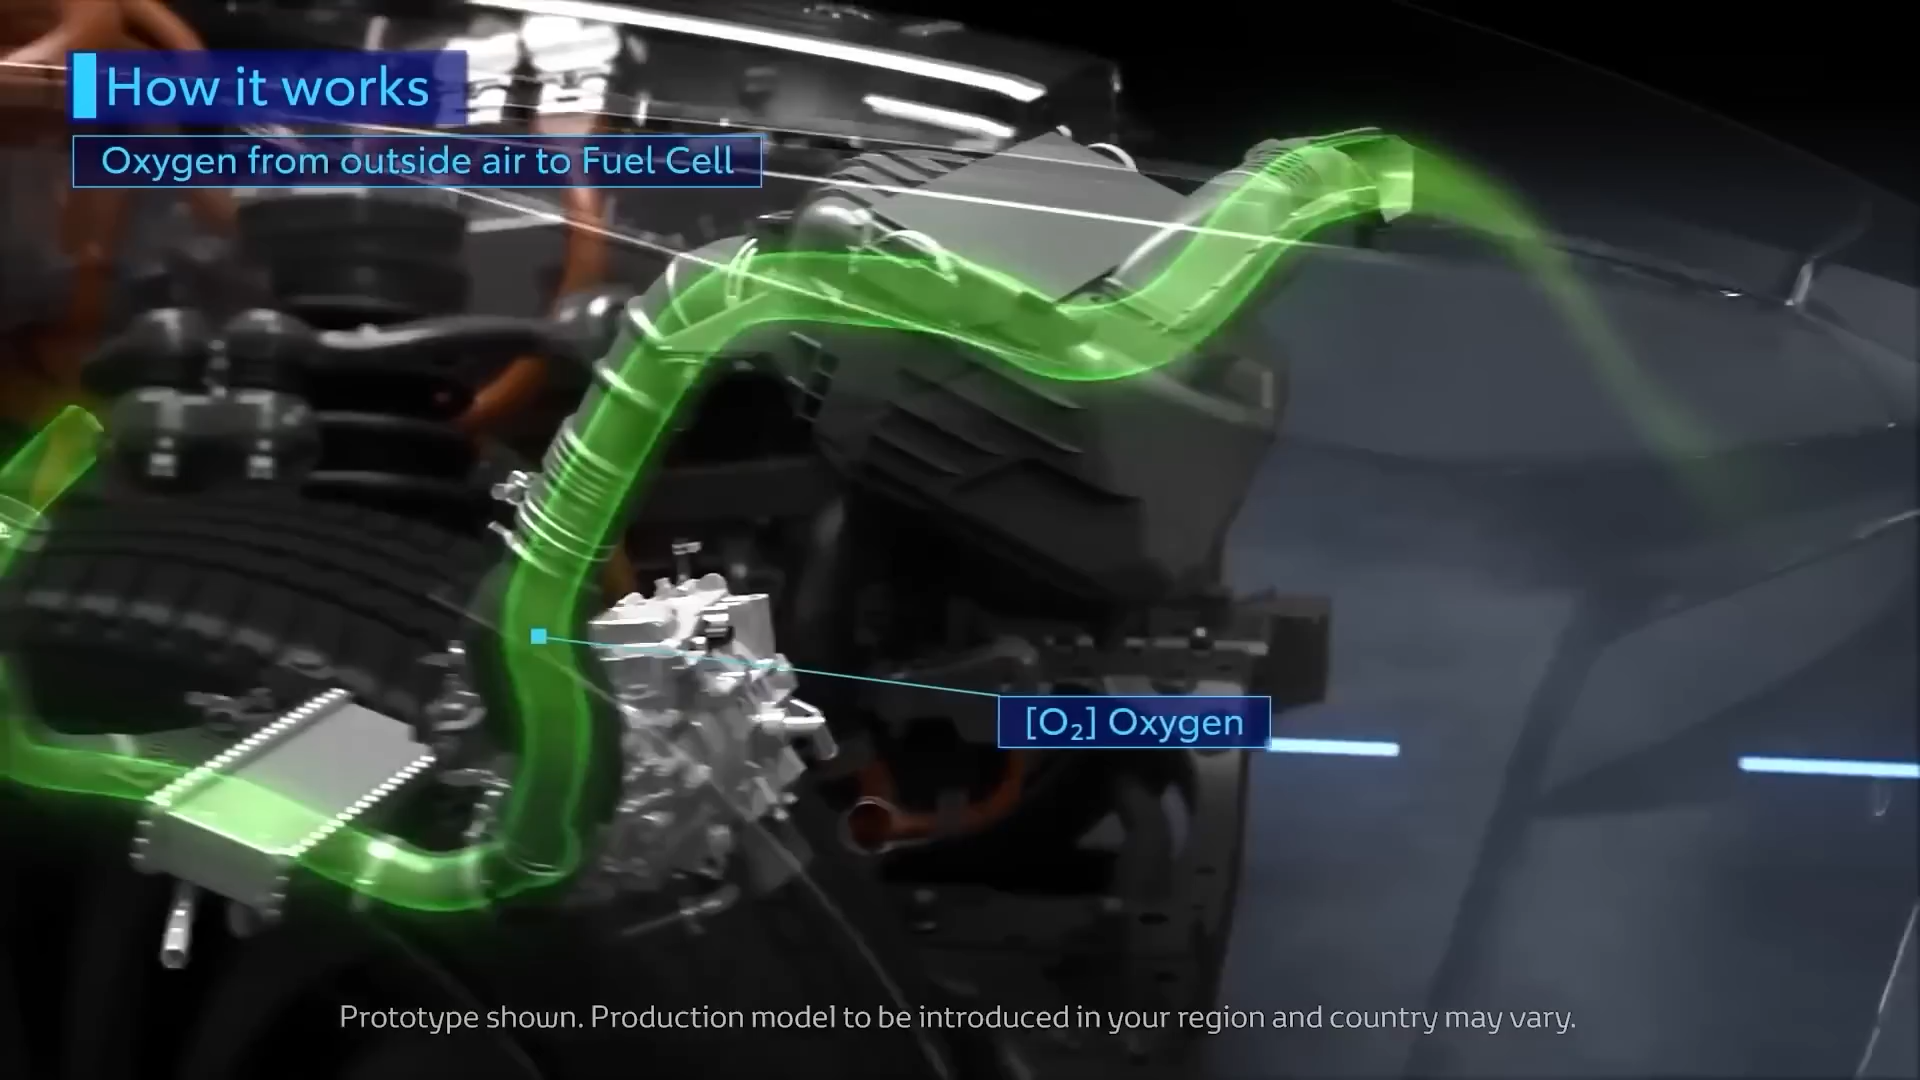 How it works
Oxygen from outside air to Fuel Cell
[O₂] Oxygen
Prototype shown. Production model to be introduced in your region and country may vary.